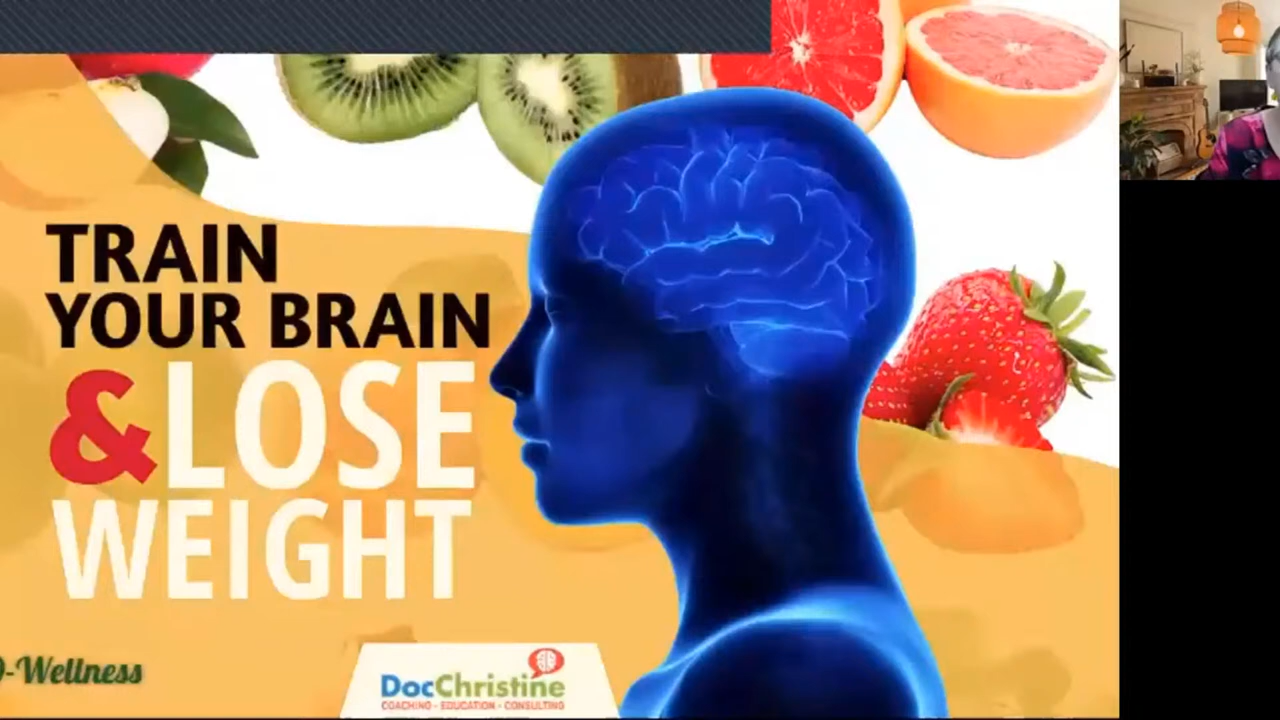 TRAIN
YOUR BRAIN
&LOSE
WEIGHT
-Wellness
DocChristine
COACHING - EDUCATION - CONSULTING